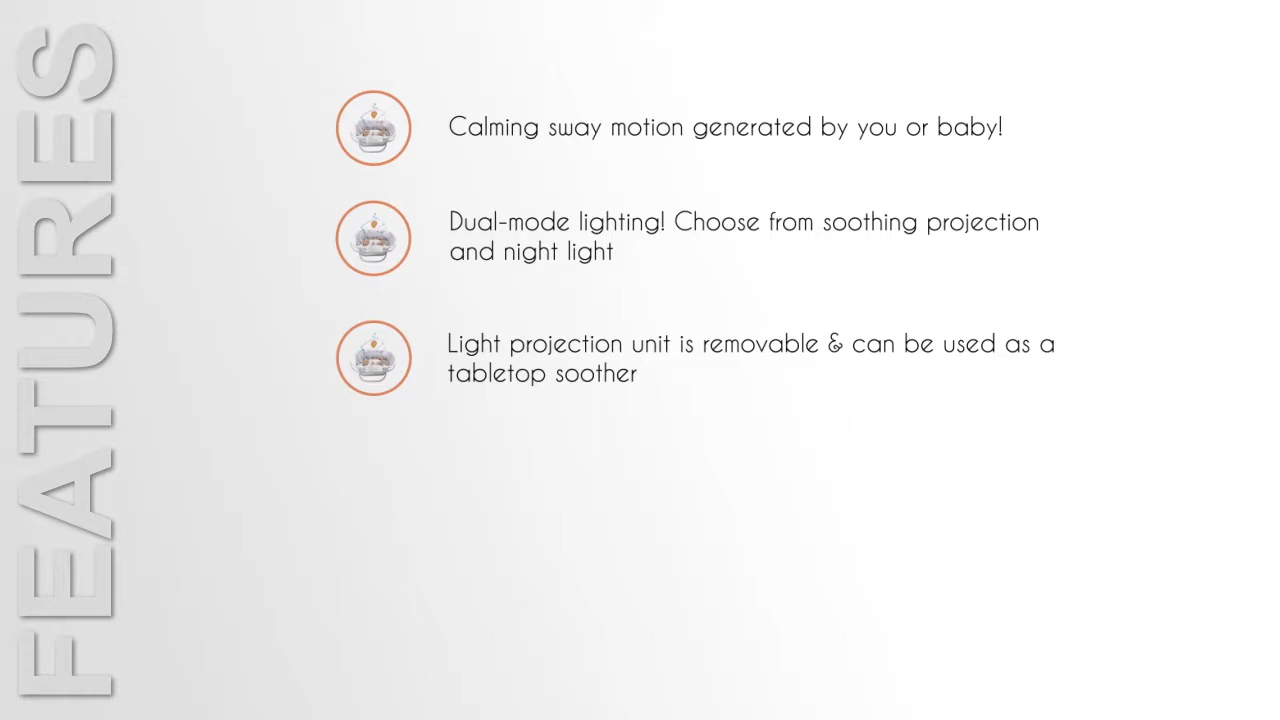 FEATURES
Calming sway motion generated by you or baby!
Dual-mode lighting! Choose from soothing projection
and night light
Light projection unit is removable & can be used as a
tabletop soother